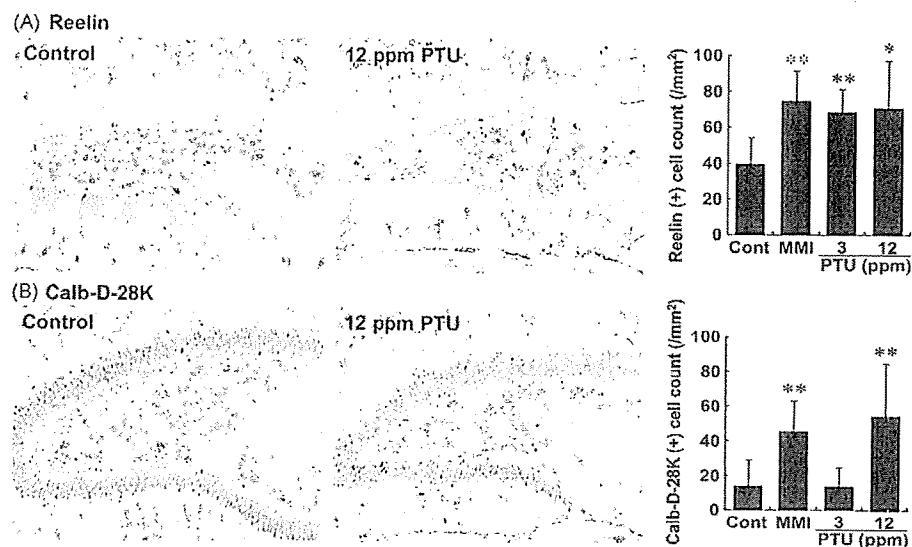 (A) Reelin
Control
12 ppm PTU
Reelin (+) cell count (/mm²)
100
80
60
40
20
0
**
**
*
Cont MMI 3 12
PTU (ppm)
(B) Calb-D-28K
Control
12 ppm PTU
Calb-D-28K (+) cell count (/mm²)
100
80
60
40
20
0
**
**
Cont MMI 3 12
PTU (ppm)